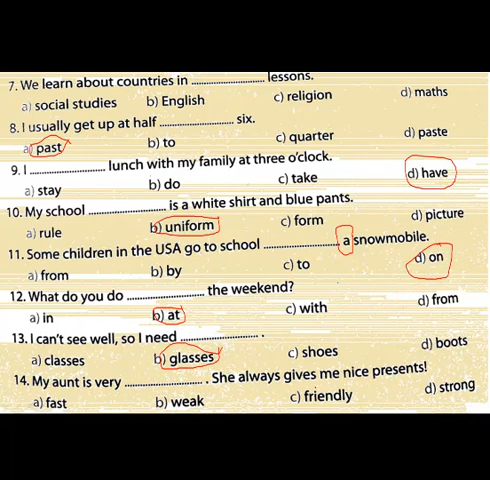 7. We learn about countries in .................... lessons.
a) social studies b) English c) religion d) maths
8. I usually get up at half .................... six.
a) past b) to c) quarter d) paste
9. I .................... lunch with my family at three o'clock.
a) stay b) do c) take d) have
10. My school .................... is a white shirt and blue pants.
a) rule b) uniform c) form d) picture
11. Some children in the USA go to school .................... a snowmobile.
a) from b) by c) to d) on
12. What do you do .................... the weekend?
a) in b) at c) with d) from
13. I can't see well, so I need .................... .
a) classes b) glasses c) shoes d) boots
14. My aunt is very .................... . She always gives me nice presents!
a) fast b) weak c) friendly d) strong